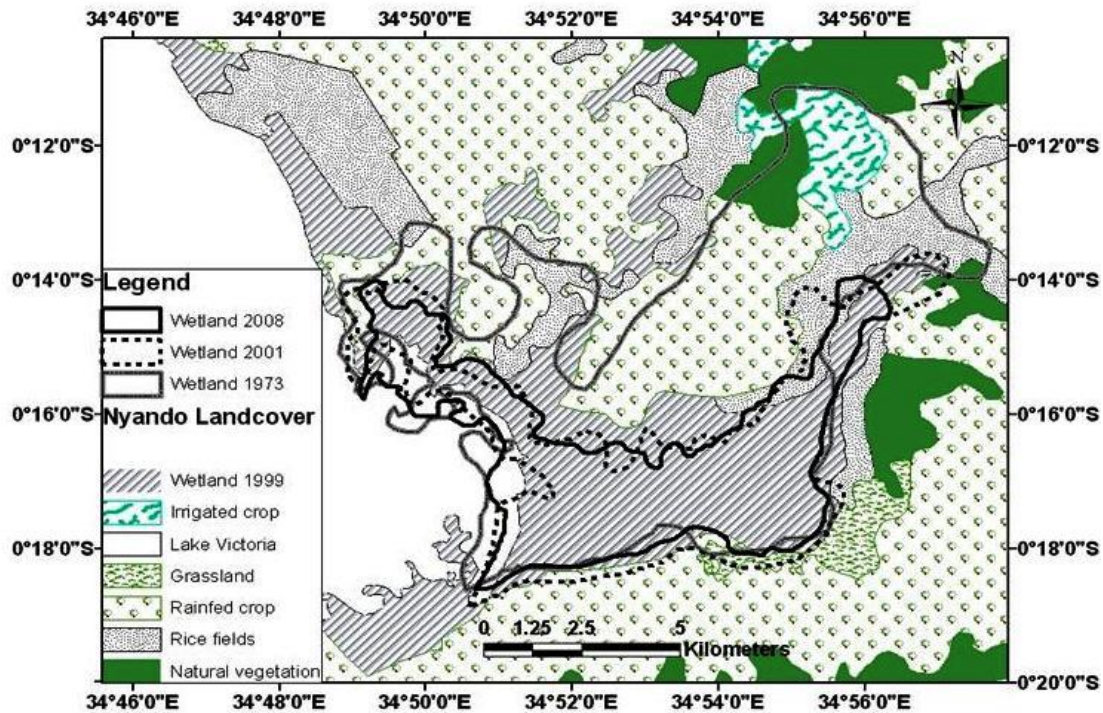 34°46'0"E 34°48'0"E 34°50'0"E 34°52'0"E 34°54'0"E 34°56'0"E
N
0°12'0"S 0°12'0"S
0°14'0"S 0°14'0"S
Legend
Wetland 2008
Wetland 2001
Wetland 1973
0°16'0"S 0°16'0"S
Nyando Landcover
Wetland 1999
Irrigated crop
0°18'0"S 0°18'0"S
Lake Victoria
Grassland
Rainfed crop
0 1.25 2.5 5
Rice fields
Kilometers
Natural vegetation
0°20'0"S
34°46'0"E 34°48'0"E 34°50'0"E 34°52'0"E 34°54'0"E 34°56'0"E